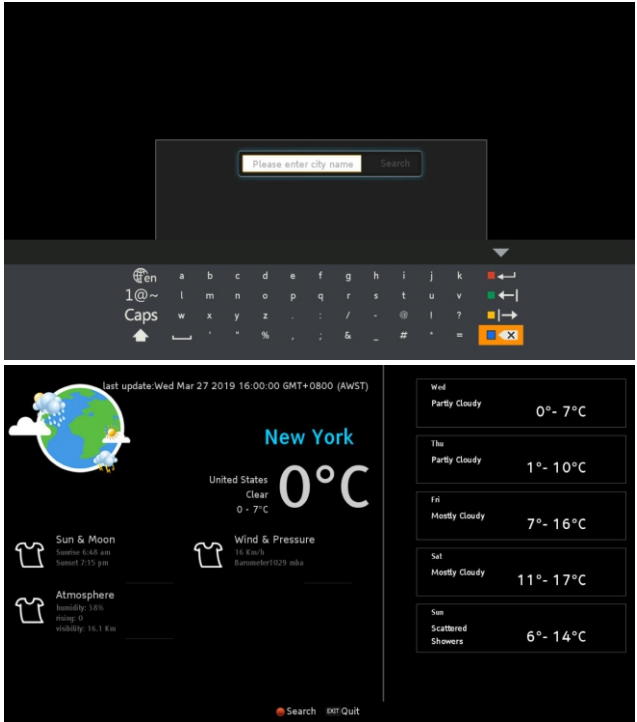 Please enter city name Search
en a b c d e f g h i j k
1@~ l m n o p q r s t u v
Caps w x y z . : / - @ ! ?
' " % , ; & _ # * =
last update:Wed Mar 27 2019 16:00:00 GMT+0800 (AWST)
New York
United States
Clear
0 - 7°C
0°C
Sun & Moon
Sunrise 6:48 am
Sunset 7:15 pm
Wind & Pressure
16 Km/h
Barometer1029 mba
Atmosphere
humidity: 58%
rising: 0
visibility: 16.1 Km
Wed
Partly Cloudy
0°- 7°C
Thu
Partly Cloudy
1°- 10°C
Fri
Mostly Cloudy
7°- 16°C
Sat
Mostly Cloudy
11°- 17°C
Sun
Scattered
Showers
6°- 14°C
Search EXIT Quit